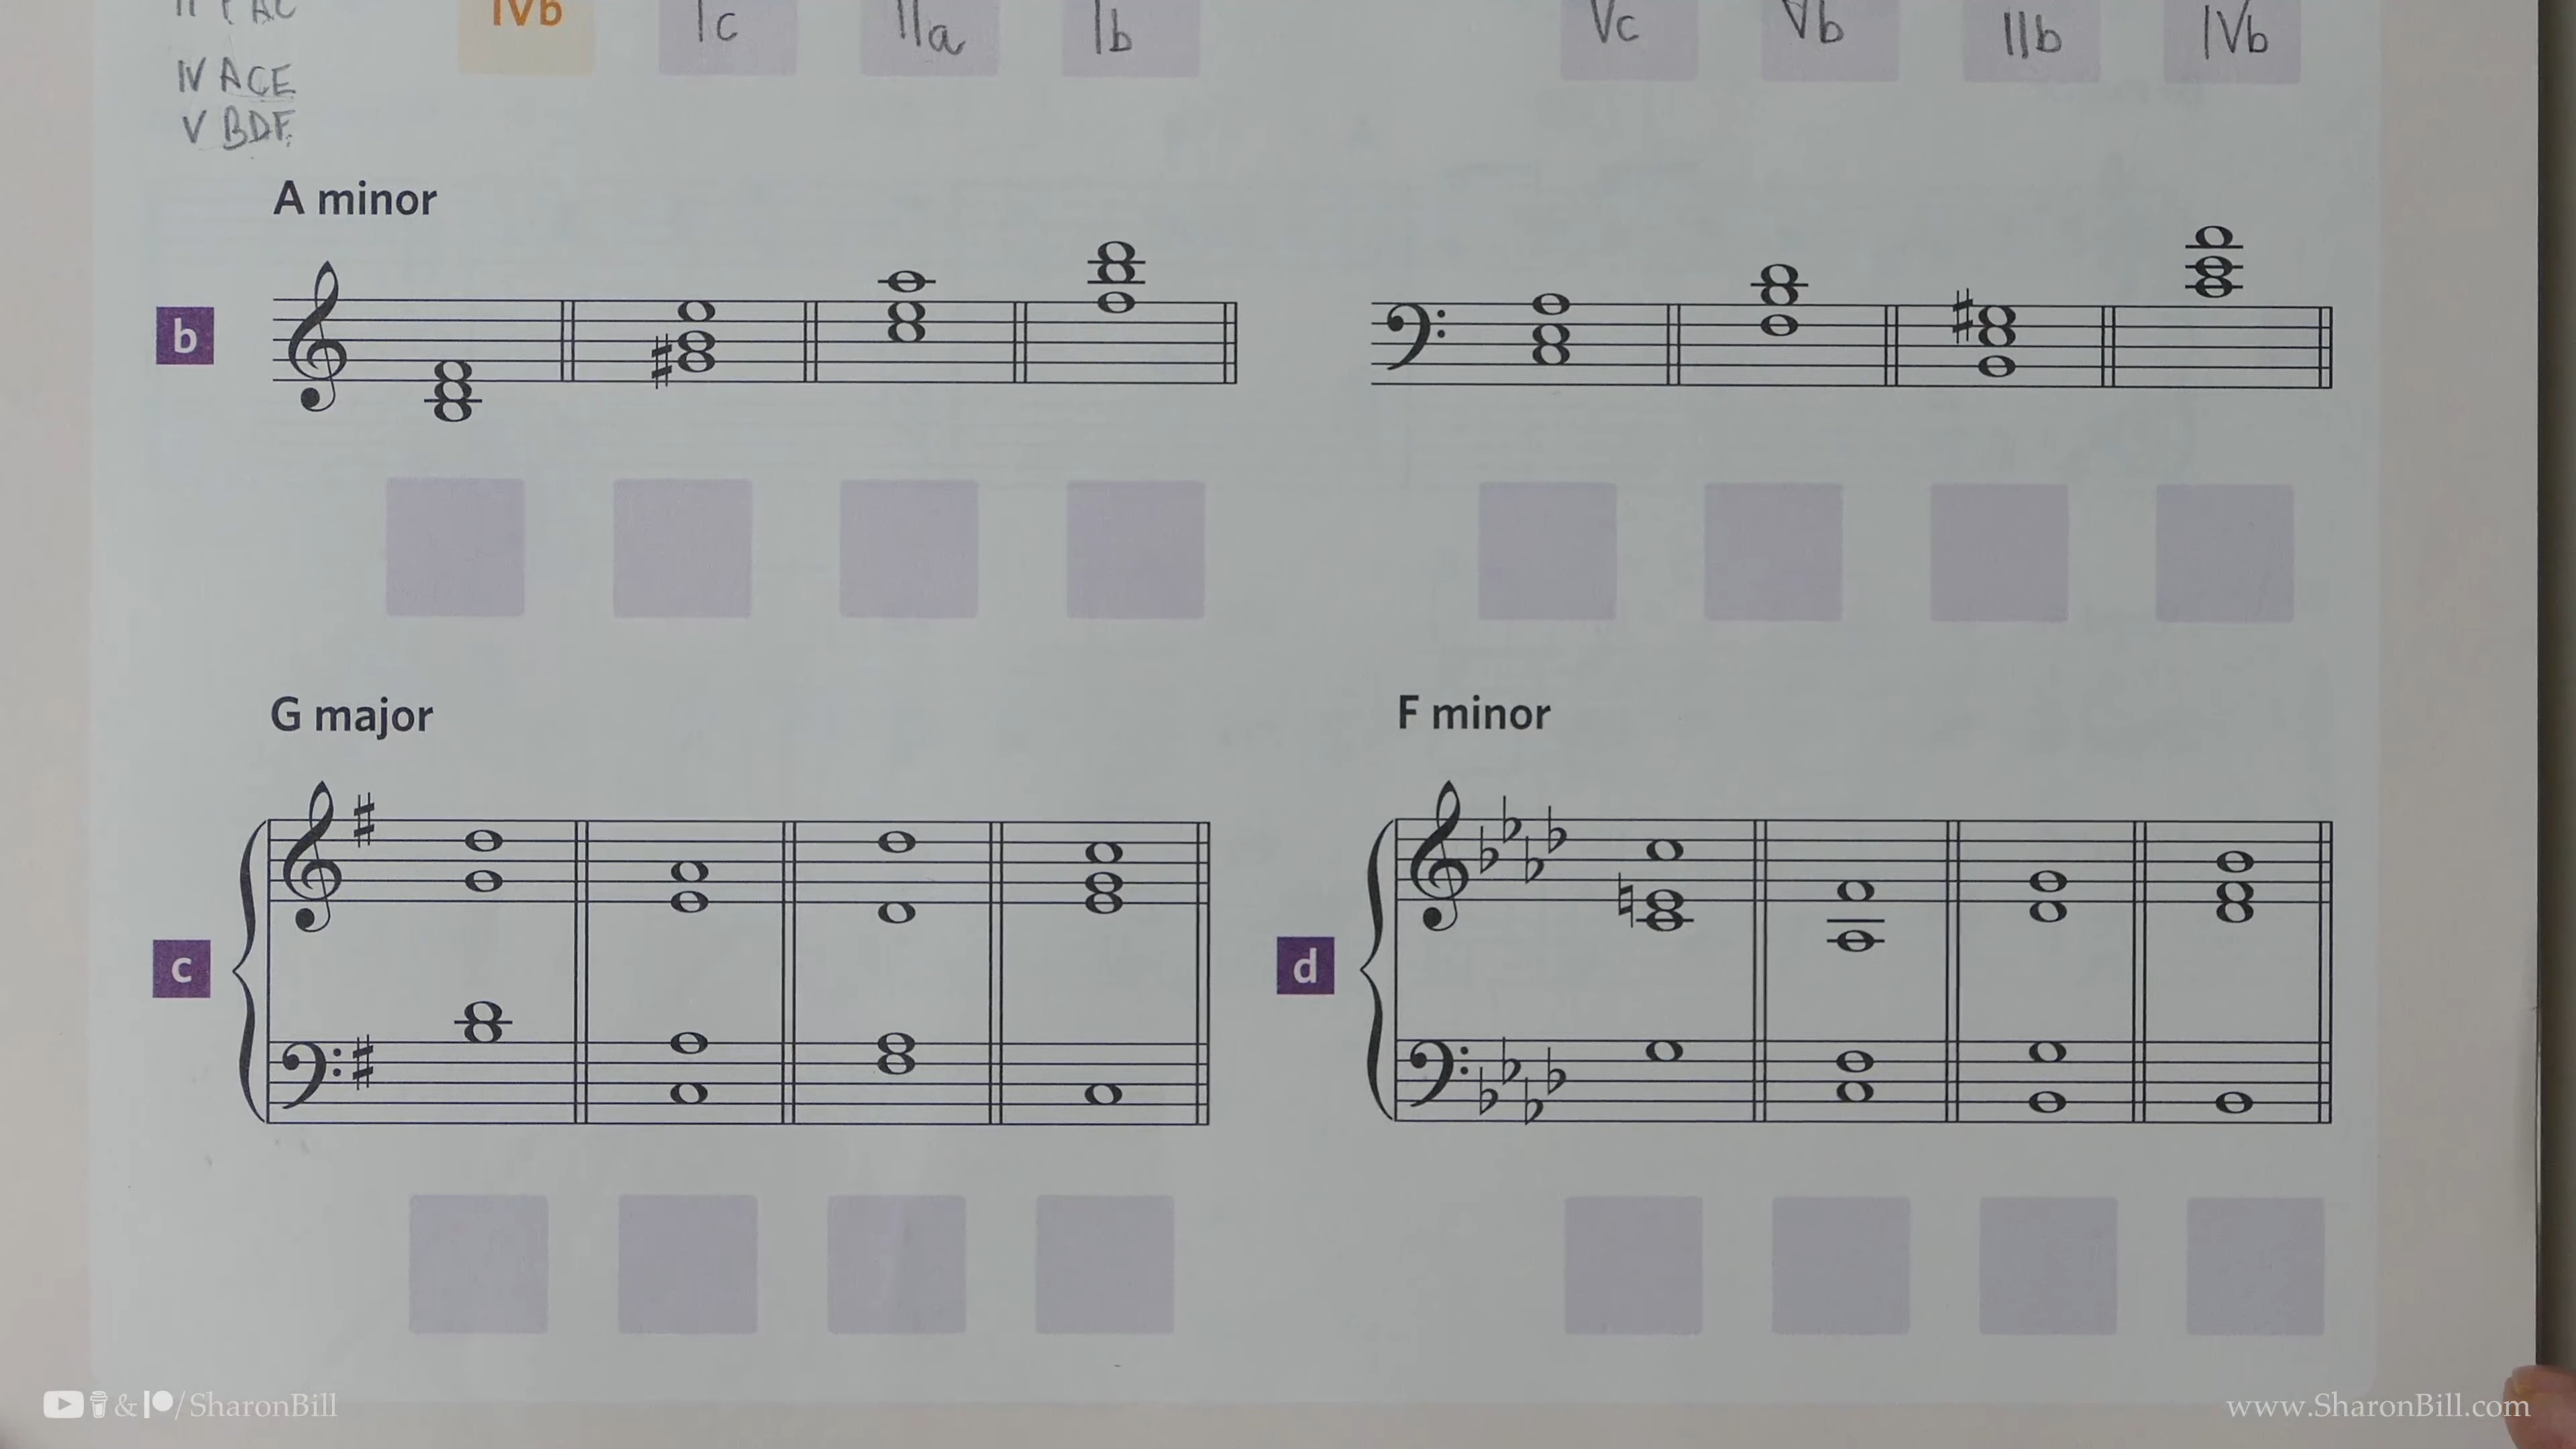 IVb Ic IIa Ib Vc Vb IIb IVb
IV ACE
V BDF
A minor
b
G major
F minor
c
d
& /SharonBill
www.SharonBill.com